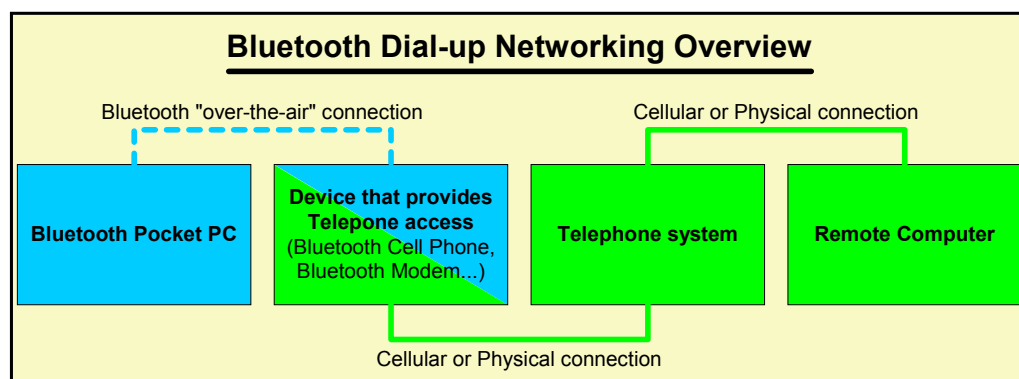 Bluetooth Dial-up Networking Overview
Bluetooth "over-the-air" connection
Cellular or Physical connection
Bluetooth Pocket PC
Device that provides
Telepone access
(Bluetooth Cell Phone,
Bluetooth Modem...)
Telephone system
Remote Computer
Cellular or Physical connection